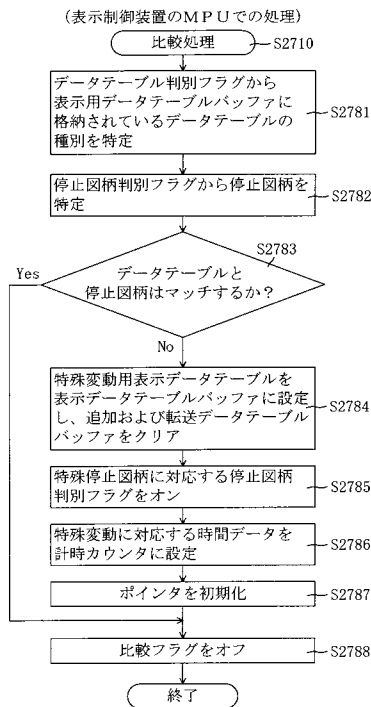 (表示制御装置のMPUでの処理)
比較処理
S2710
データテーブル判別フラグから
表示用データテーブルバッファに
格納されているデータテーブルの
種別を特定
S2781
停止図柄判別フラグから停止図柄を
特定
S2782
S2783
Yes
データテーブルと
停止図柄はマッチするか?
No
特殊変動用表示データテーブルを
表示データテーブルバッファに設定
し、追加および転送データテーブル
バッファをクリア
S2784
特殊停止図柄に対応する停止図柄
判別フラグをオン
S2785
特殊変動に対応する時間データを
計時カウンタに設定
S2786
ポインタを初期化
S2787
比較フラグをオフ
S2788
終了